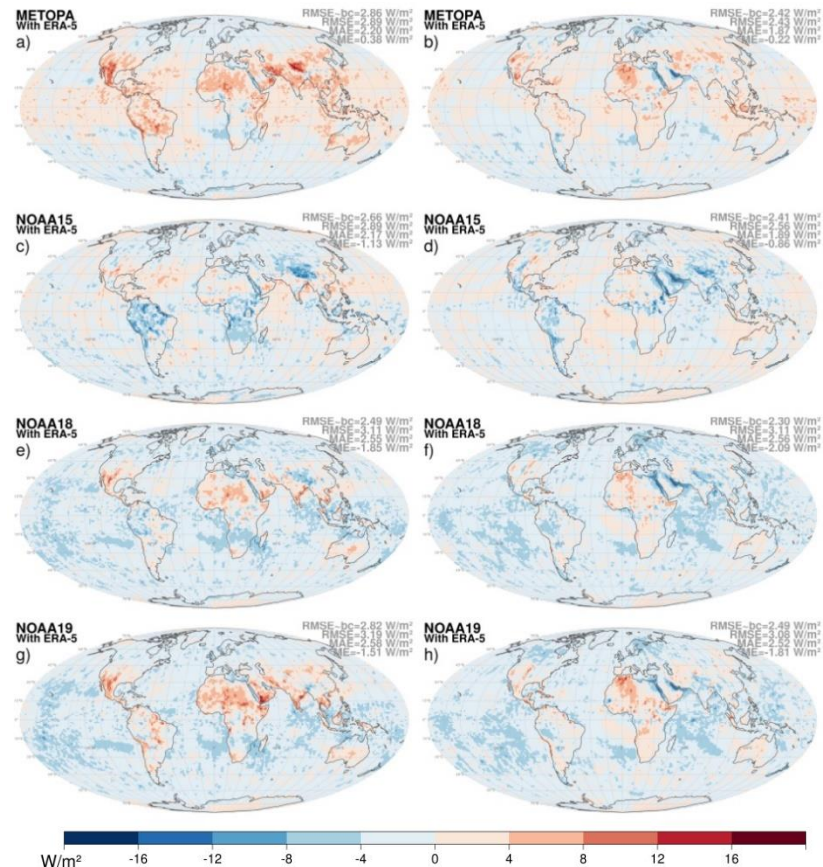 METOPA
With ERA-5
a)
RMSE-bc=2.86 W/m²
RMSE=2.89 W/m²
MAE=2.20 W/m²
ME=0.38 W/m²
METOPA
With ERA-5
b)
RMSE-bc=2.42 W/m²
RMSE=2.43 W/m²
MAE=1.87 W/m²
ME=-0.22 W/m²
NOAA15
With ERA-5
c)
RMSE-bc=2.66 W/m²
RMSE=2.89 W/m²
MAE=2.17 W/m²
ME=-1.13 W/m²
NOAA15
With ERA-5
d)
RMSE-bc=2.41 W/m²
RMSE=2.56 W/m²
MAE=1.89 W/m²
ME=-0.86 W/m²
NOAA18
With ERA-5
e)
RMSE-bc=2.49 W/m²
RMSE=3.11 W/m²
MAE=2.55 W/m²
ME=-1.85 W/m²
NOAA18
With ERA-5
f)
RMSE-bc=2.30 W/m²
RMSE=3.11 W/m²
MAE=2.56 W/m²
ME=-2.09 W/m²
NOAA19
With ERA-5
g)
RMSE-bc=2.82 W/m²
RMSE=3.19 W/m²
MAE=2.58 W/m²
ME=-1.51 W/m²
NOAA19
With ERA-5
h)
RMSE-bc=2.49 W/m²
RMSE=3.08 W/m²
MAE=2.52 W/m²
ME=-1.81 W/m²
W/m² -16 -12 -8 -4 0 4 8 12 16